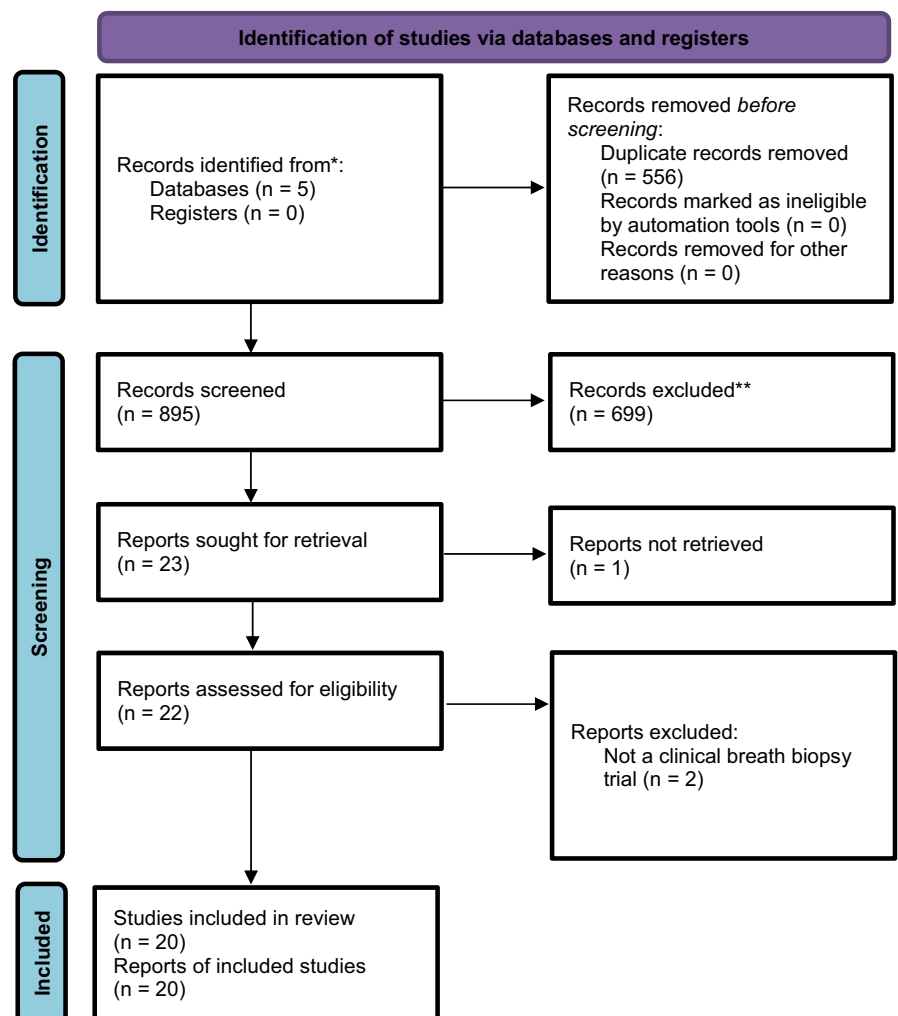 Identification of studies via databases and registers
Identification
Records identified from*:
Databases (n = 5)
Registers (n = 0)
Records removed before
screening:
Duplicate records removed
(n = 556)
Records marked as ineligible
by automation tools (n = 0)
Records removed for other
reasons (n = 0)
Screening
Records screened
(n = 895)
Records excluded**
(n = 699)
Reports sought for retrieval
(n = 23)
Reports not retrieved
(n = 1)
Reports assessed for eligibility
(n = 22)
Reports excluded:
Not a clinical breath biopsy
trial (n = 2)
Included
Studies included in review
(n = 20)
Reports of included studies
(n = 20)